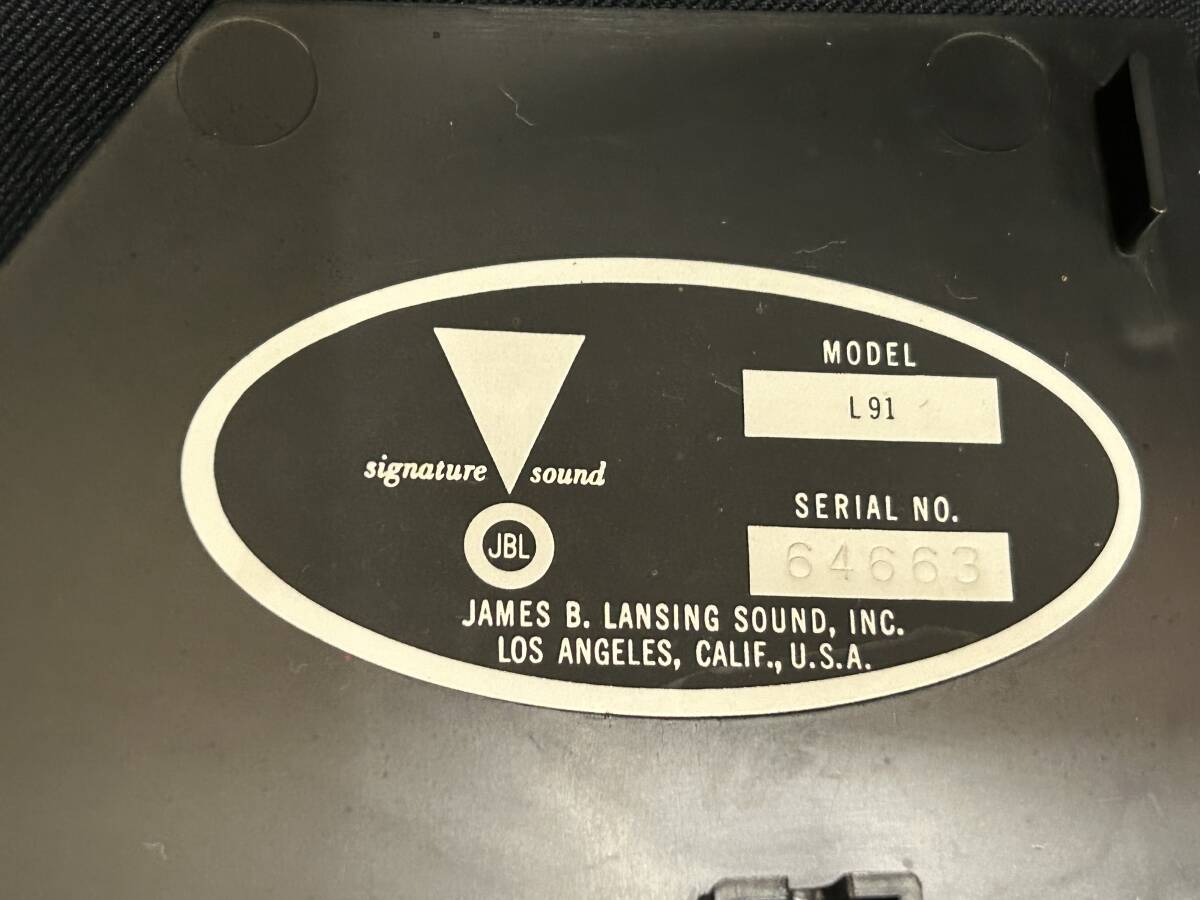 MODEL
L91
signature sound
SERIAL NO.
64663
JBL
JAMES B. LANSING SOUND, INC.
LOS ANGELES, CALIF., U.S.A.